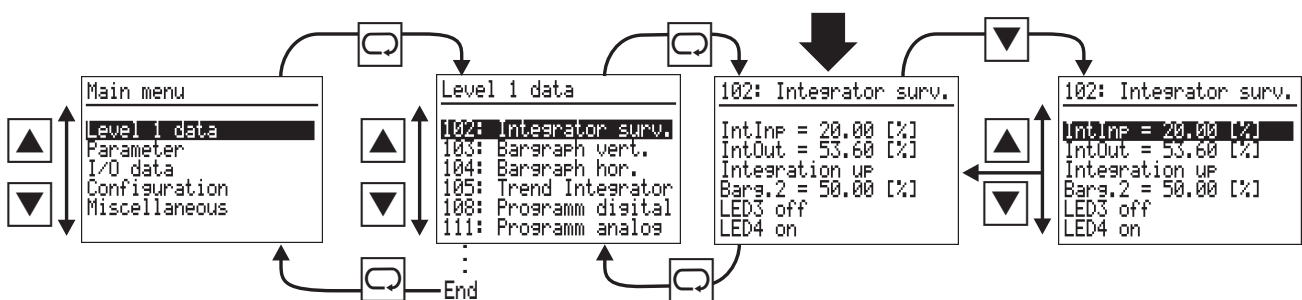 Main menu
Level 1 data
Parameter
I/O data
Configuration
Miscellaneous
Level 1 data
102: Integrator surv.
103: Bargraph vert.
104: Bargraph hor.
105: Trend Integrator
108: Programm digital
111: Programm analog
End
102: Integrator surv.
IntInp = 20.00 [%]
IntOut = 53.60 [%]
Integration up
Barg.2 = 50.00 [%]
LED3 off
LED4 on
102: Integrator surv.
IntInp = 20.00 [%]
IntOut = 53.60 [%]
Integration up
Barg.2 = 50.00 [%]
LED3 off
LED4 on